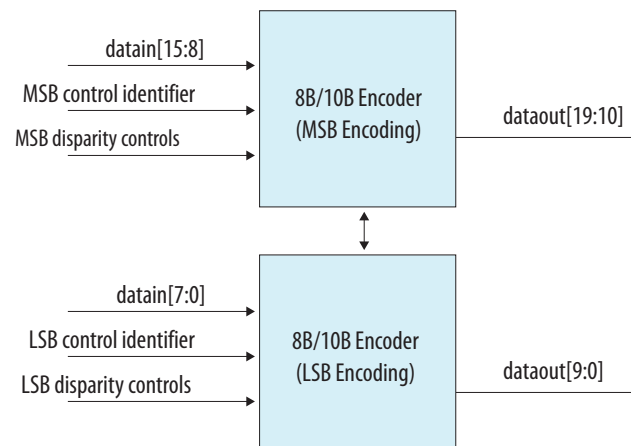 datain[15:8]
MSB control identifier
MSB disparity controls
8B/10B Encoder
(MSB Encoding)
dataout[19:10]
datain[7:0]
LSB control identifier
LSB disparity controls
8B/10B Encoder
(LSB Encoding)
dataout[9:0]